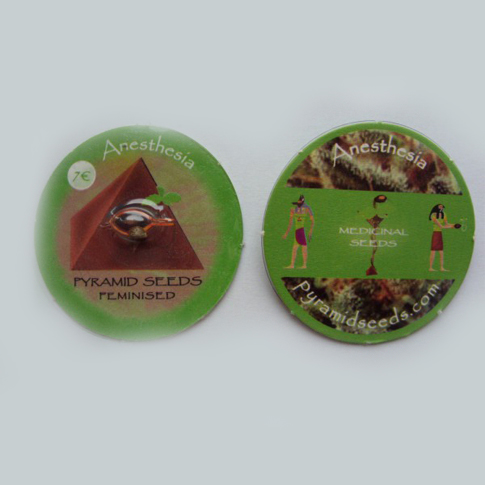 Anesthesia
7€
PYRAMID SEEDS
FEMINISED
Anesthesia
MEDICINAL
SEEDS
Pyramidseeds.com